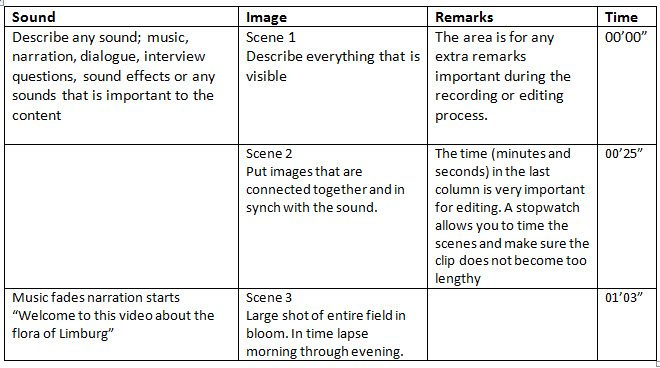 Sound
Image
Remarks
Time
Describe any sound; music,
narration, dialogue, interview
questions, sound effects or any
sounds that is important to the
content
Scene 1
Describe everything that is
visible
The area is for any
extra remarks
important during the
recording or editing
process.
00’00”
Scene 2
Put images that are
connected together and in
synch with the sound.
The time (minutes and
seconds) in the last
column is very important
for editing. A stopwatch
allows you to time the
scenes and make sure the
clip does not become too
lengthy
00’25”
Music fades narration starts
“Welcome to this video about the
flora of Limburg”
Scene 3
Large shot of entire field in
bloom. In time lapse
morning through evening.
01’03”